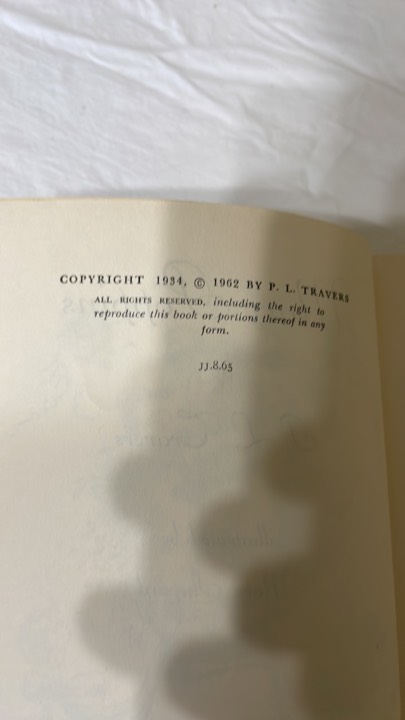 COPYRIGHT 1934, © 1962 BY P. L. TRAVERS
ALL RIGHTS RESERVED, including the right to
reproduce this book or portions thereof in any
form.
JJ.8.65